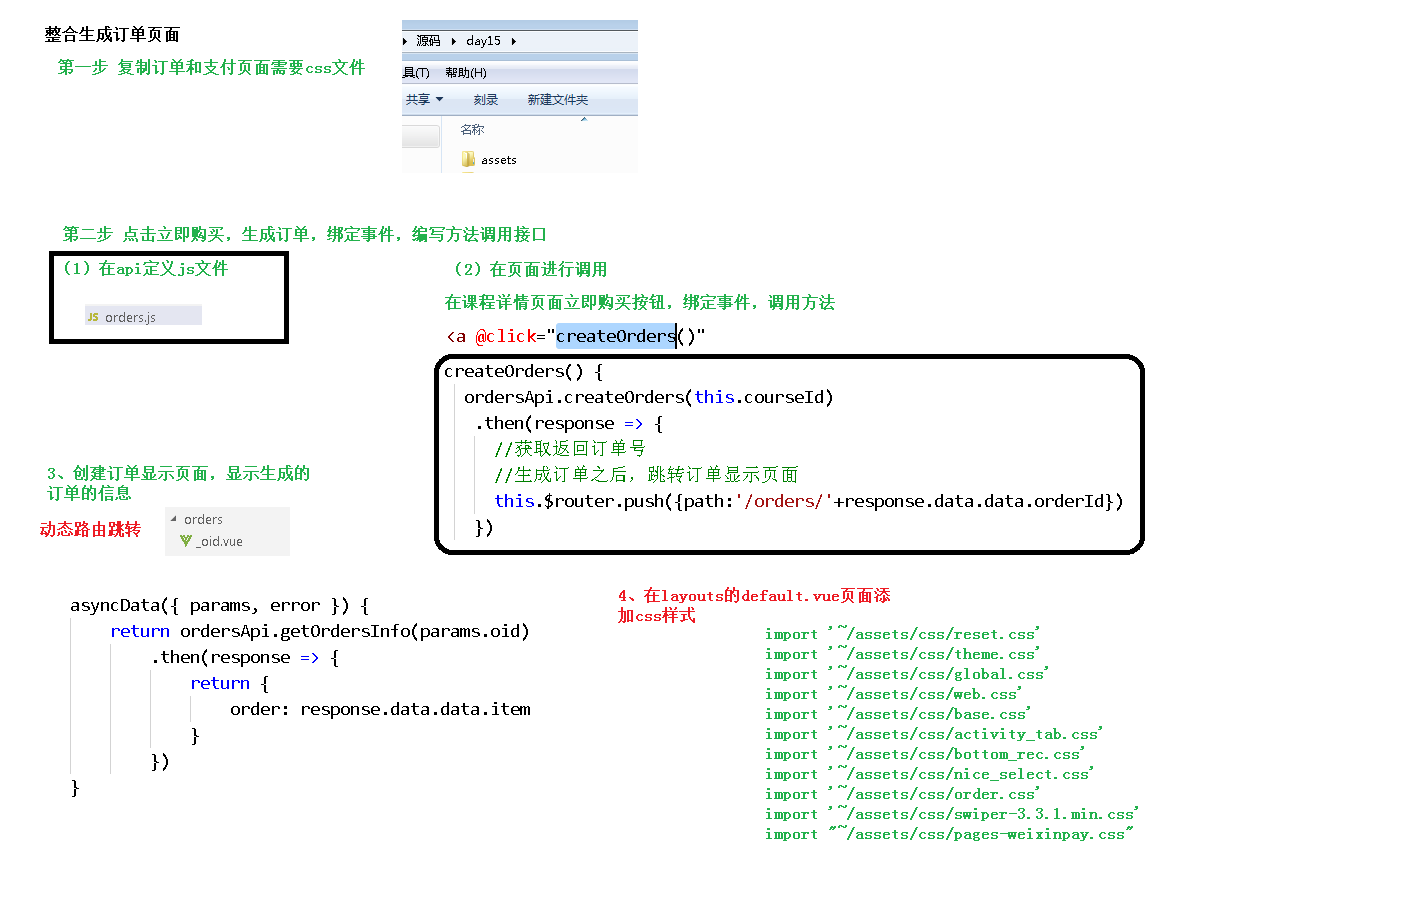 整合生成订单页面
第一步 复制订单和支付页面需要css文件
源码 day15
具(T) 帮助(H)
共享 刻录 新建文件夹
名称
assets
第二步 点击立即购买，生成订单，绑定事件，编写方法调用接口
（1）在api定义js文件
JS orders.js
（2）在页面进行调用
在课程详情页面立即购买按钮，绑定事件，调用方法
<a @click="createOrders()"
createOrders() {
ordersApi.createOrders(this.courseId)
.then(response => {
//获取返回订单号
//生成订单之后，跳转订单显示页面
this.$router.push({path:'/orders/'+response.data.data.orderId})
})
3、创建订单显示页面，显示生成的
订单的信息
动态路由跳转
orders
_oid.vue
asyncData({ params, error }) {
return ordersApi.getOrdersInfo(params.oid)
.then(response => {
return {
order: response.data.data.item
}
})
}
4、在layouts的default.vue页面添
加css样式
import '~/assets/css/reset.css'
import '~/assets/css/theme.css'
import '~/assets/css/global.css'
import '~/assets/css/web.css'
import '~/assets/css/base.css'
import '~/assets/css/activity_tab.css'
import '~/assets/css/bottom_rec.css'
import '~/assets/css/nice_select.css'
import '~/assets/css/order.css'
import '~/assets/css/swiper-3.3.1.min.css'
import "~/assets/css/pages-weixinpay.css"